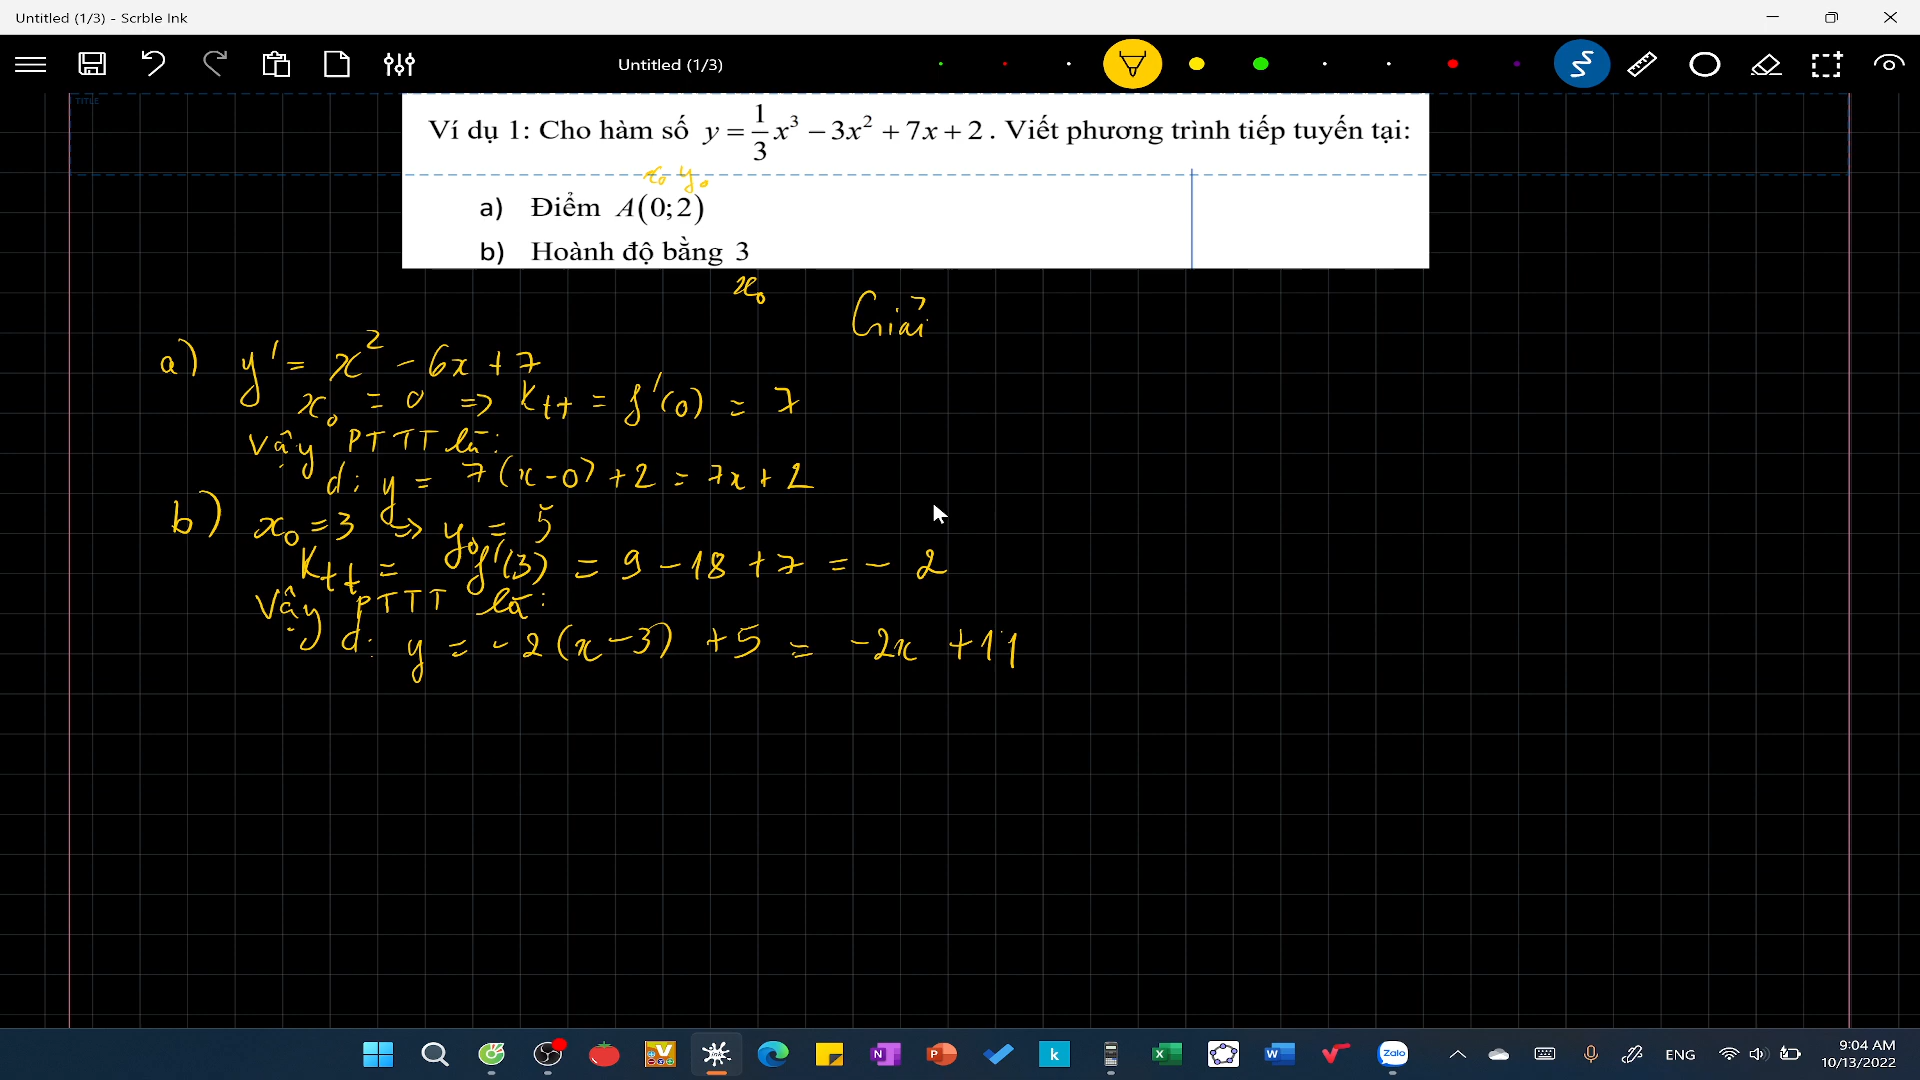 Untitled (1/3) - Scrble Ink
Untitled (1/3)
TITLE
Ví dụ 1: Cho hàm số y = 1/3 x³ − 3x² + 7x + 2. Viết phương trình tiếp tuyến tại:
x₀ y₀
a) Điểm A(0;2)
b) Hoành độ bằng 3
x₀
Giải
a) y' = x² - 6x + 7
x₀ = 0 => Ktt = f'(0) = 7
Vậy PTTT là:
d: y = 7(x-0) + 2 = 7x + 2
b) x₀ = 3 => y₀ = 5
Ktt = f'(3) = 9 - 18 + 7 = - 2
Vậy PTTT là:
d: y = -2(x-3) + 5 = -2x + 11
ENG
9:04 AM
10/13/2022
Zalo